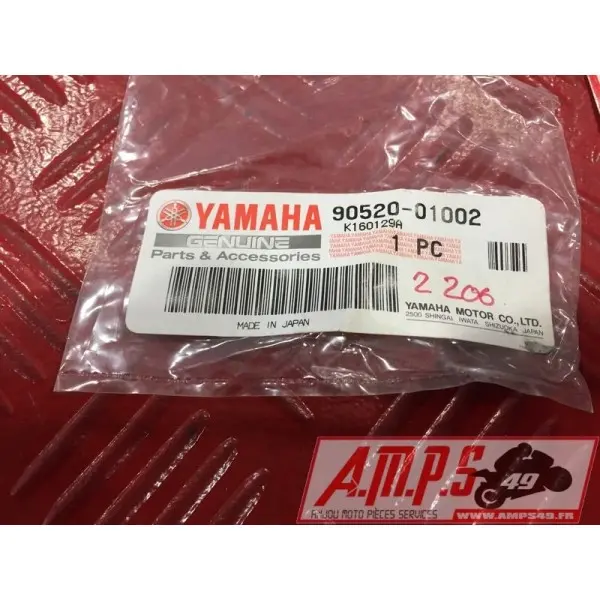 YAMAHA 90520-01002
K160129A
GENUINE
Parts & Accessories
1 PC
2 206
YAMAHA MOTOR CO.,LTD.
2500 SHINGAI IWATA SHIZUOKA JAPAN
MADE IN JAPAN
A.M.P.S 49
ANJOU MOTO PIÈCES SERVICES
WWW.AMPS49.FR